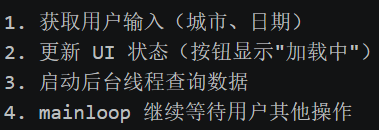 1. 获取用户输入（城市、日期）
2. 更新 UI 状态（按钮显示"加载中"）
3. 启动后台线程查询数据
4. mainloop 继续等待用户其他操作